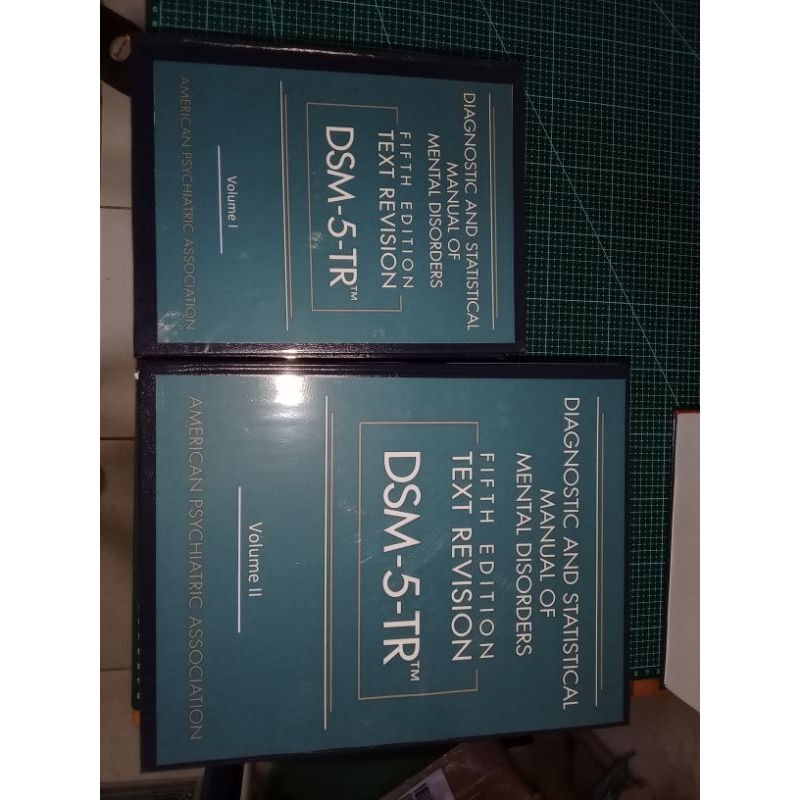 DIAGNOSTIC AND STATISTICAL
MANUAL OF
MENTAL DISORDERS
FIFTH EDITION
TEXT REVISION
DSM-5-TR™
Volume I
AMERICAN PSYCHIATRIC ASSOCIATION
DIAGNOSTIC AND STATISTICAL
MANUAL OF
MENTAL DISORDERS
FIFTH EDITION
TEXT REVISION
DSM-5-TR™
Volume II
AMERICAN PSYCHIATRIC ASSOCIATION